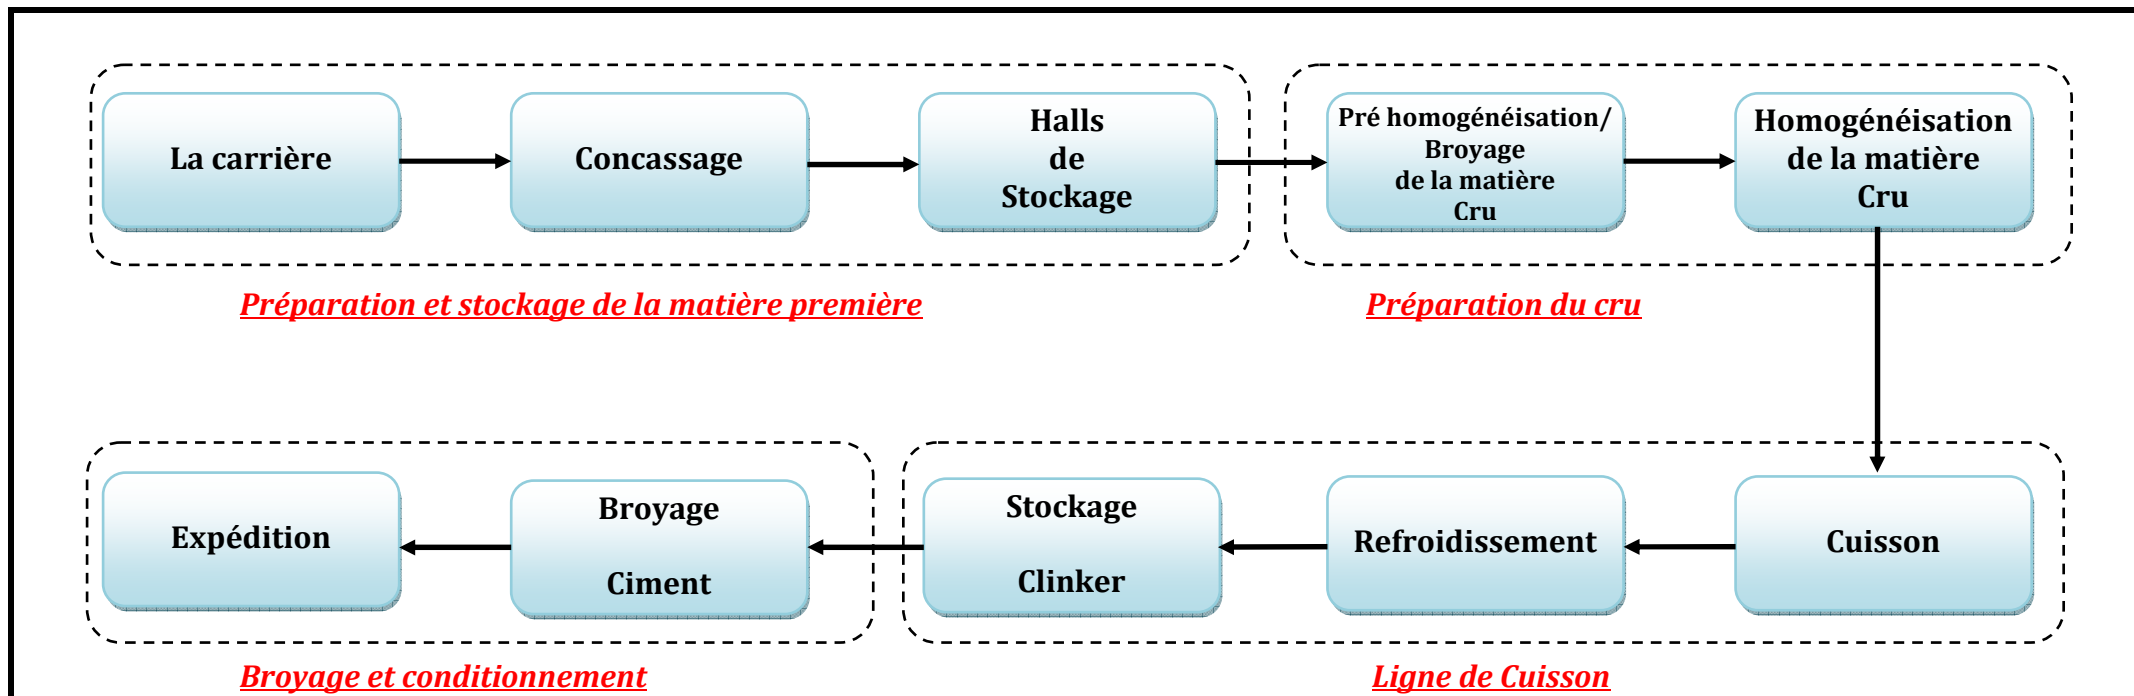 La carrière
Concassage
Halls
de
Stockage
Pré homogénéisation/
Broyage
de la matière
Cru
Homogénéisation
de la matière
Cru
Préparation et stockage de la matière première
Préparation du cru
Expédition
Broyage
Ciment
Stockage
Clinker
Refroidissement
Cuisson
Broyage et conditionnement
Ligne de Cuisson